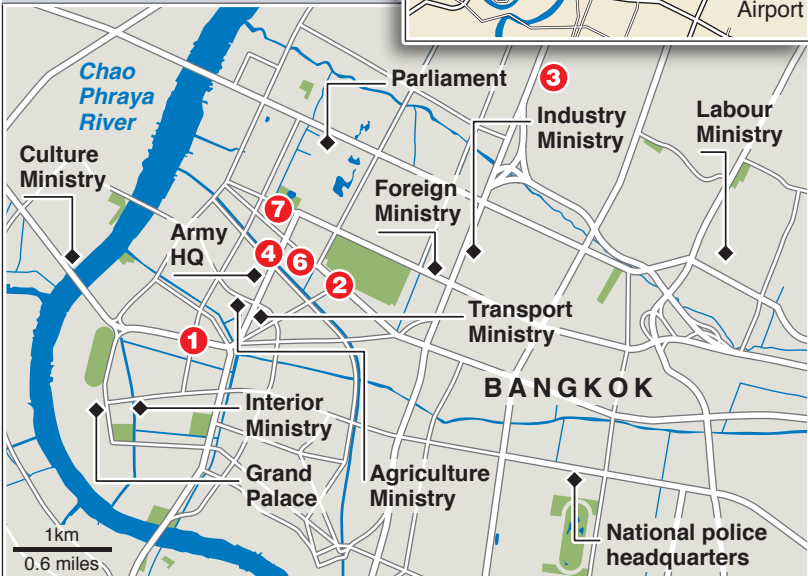 Airport
Chao
Phraya
River
Parliament
3
Industry
Ministry
Labour
Ministry
Culture
Ministry
Foreign
Ministry
7
Army
HQ
4
6
2
Transport
Ministry
1
BANGKOK
Interior
Ministry
Grand
Palace
Agriculture
Ministry
National police
headquarters
1km
0.6 miles